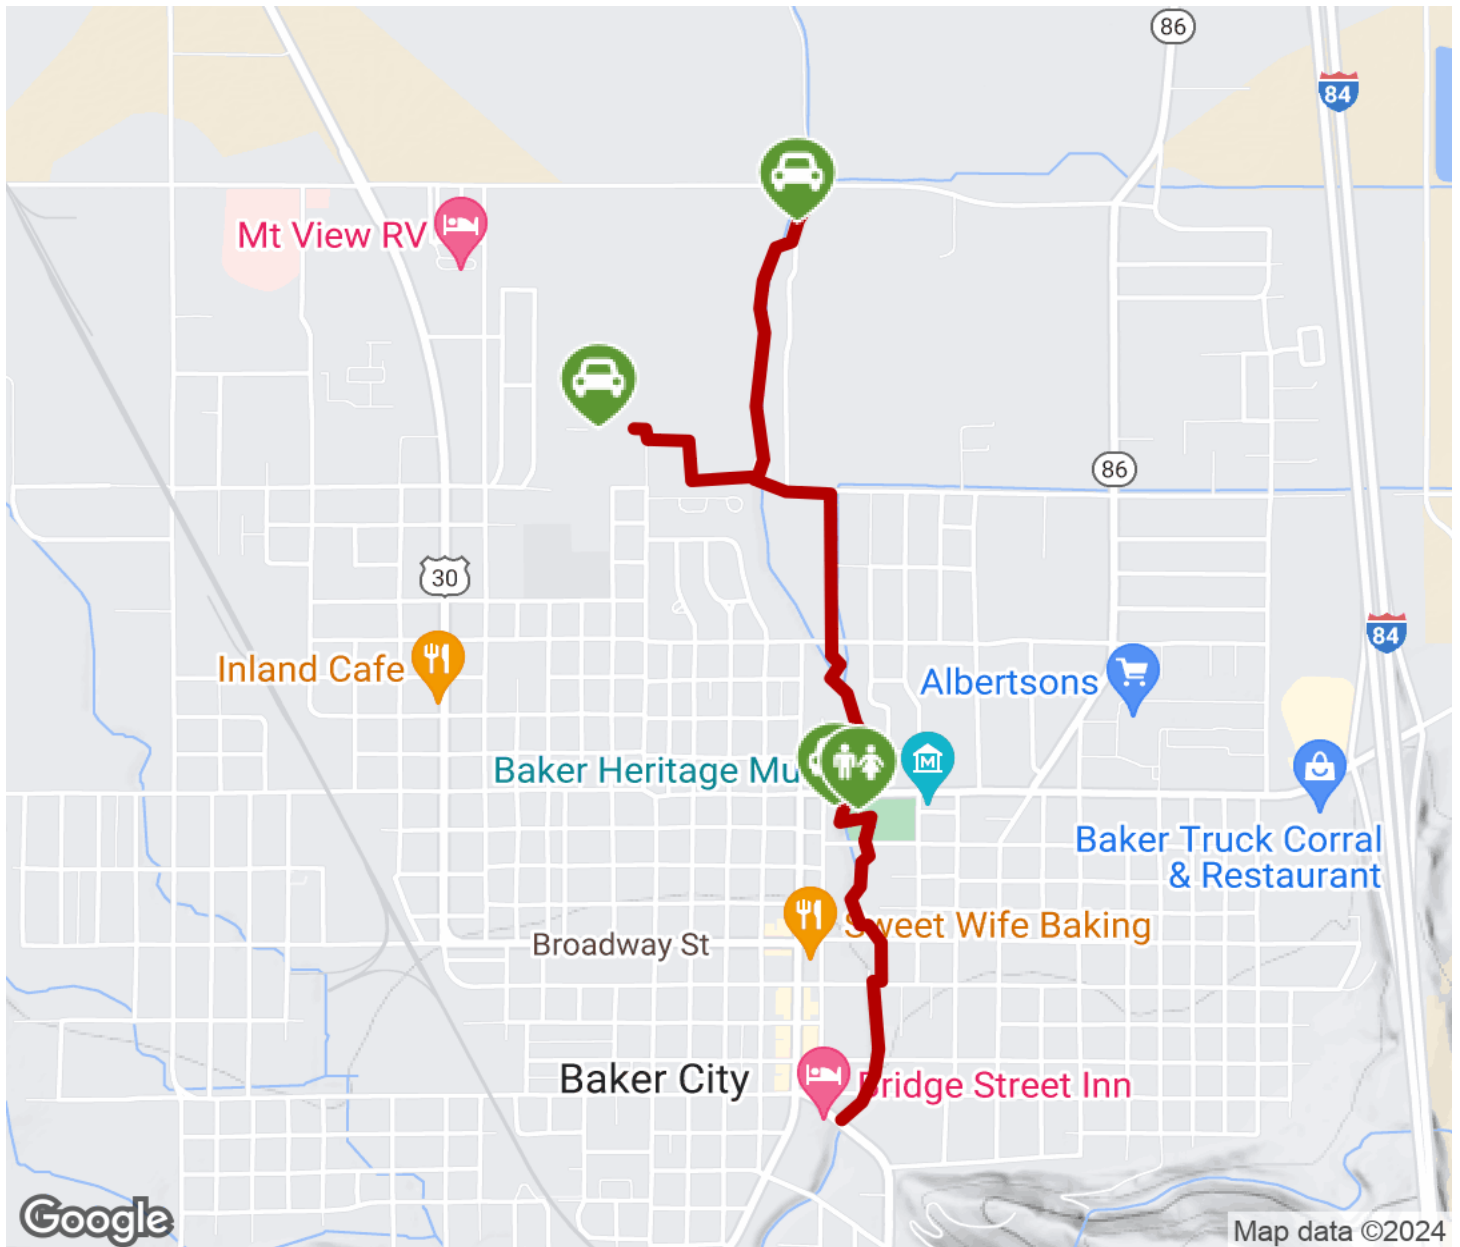 86
84
Mt View RV
86
30
84
Inland Cafe
Albertsons
Baker Heritage Mu
M
Baker Truck Corral
& Restaurant
Sweet Wife Baking
Broadway St
Baker City
Bridge Street Inn
Google
Map data ©2024